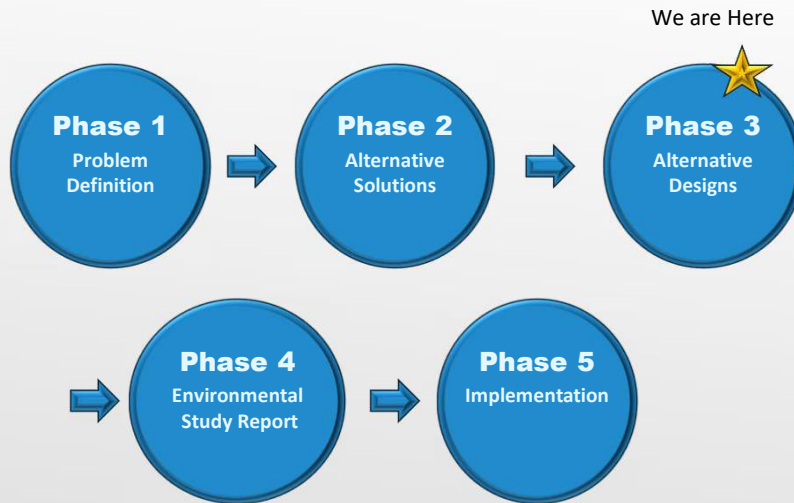 We are Here
Phase 1
Problem
Definition
Phase 2
Alternative
Solutions
Phase 3
Alternative
Designs
Phase 4
Environmental
Study Report
Phase 5
Implementation